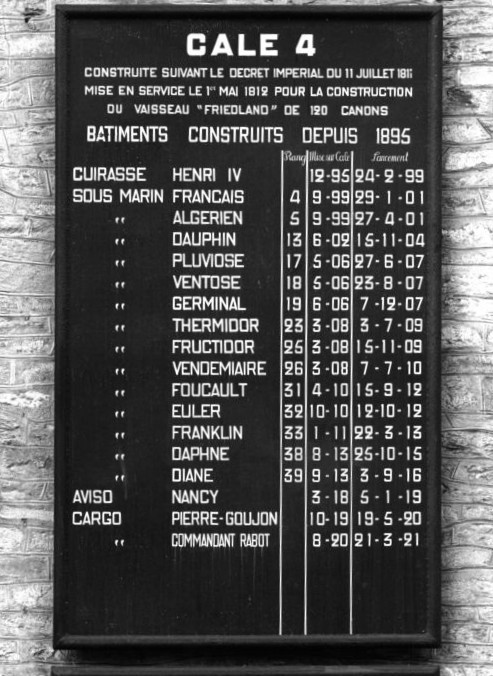 CALE 4
CONSTRUITE SUIVANT LE DECRET IMPERIAL DU 11 JUILLET
MISE EN SERVICE LE 1er MAI 1812 POUR LA CONSTRUCTION
DU VAISSEAU "FRIEDLAND" DE 120 CANONS
BATIMENTS CONSTRUITS DEPUIS 1895
Rang Mise sur Cale Lancement
CUIRASSE HENRI IV 12-95 24-2-99
SOUS MARIN FRANCAIS 4 9-99 29-1-01
" ALGERIEN 5 9-99 27-4-01
" DAUPHIN 13 6-02 15-11-04
" PLUVIOSE 17 5-06 27-6-07
" VENTOSE 18 5-06 23-8-07
" GERMINAL 19 6-06 7-12-07
" THERMIDOR 23 3-08 3-7-09
" FRUCTIDOR 25 3-08 15-11-09
" VENDEMIAIRE 26 3-08 7-7-10
" FOUCAULT 31 4-10 15-9-12
" EULER 32 10-10 12-10-12
" FRANKLIN 33 1-11 22-3-13
" DAPHNE 38 8-13 25-10-15
" DIANE 39 9-13 3-9-16
AVISO NANCY 3-18 5-1-19
CARGO PIERRE-GOUJON 10-19 19-5-20
" COMMANDANT RABOT 8-20 21-3-21